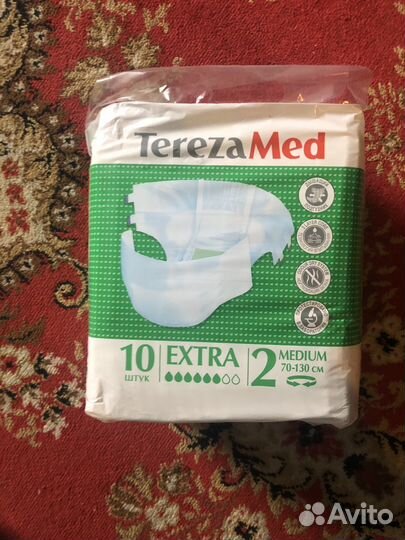 TerezaMed
10
ШТУК
EXTRA
2
MEDIUM
70-130 СМ
Avito